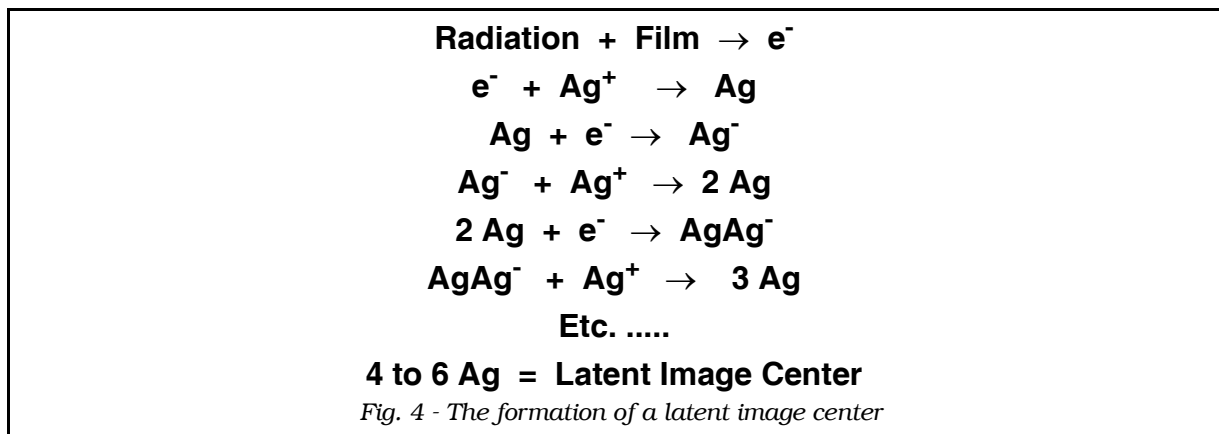 Radiation + Film → e⁻
e⁻ + Ag⁺ → Ag
Ag + e⁻ → Ag⁻
Ag⁻ + Ag⁺ → 2 Ag
2 Ag + e⁻ → AgAg⁻
AgAg⁻ + Ag⁺ → 3 Ag
Etc. .....
4 to 6 Ag = Latent Image Center
Fig. 4 - The formation of a latent image center